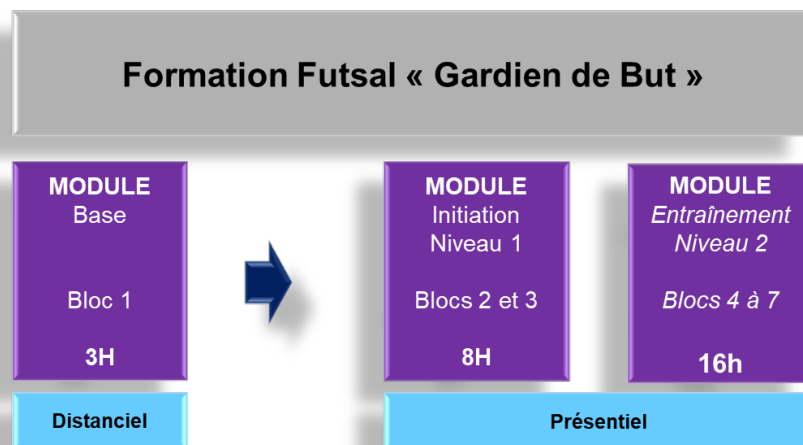 Formation Futsal « Gardien de But »
MODULE
Base
Bloc 1
3H
MODULE
Initiation
Niveau 1
Blocs 2 et 3
8H
MODULE
Entraînement
Niveau 2
Blocs 4 à 7
16h
Distanciel
Présentiel